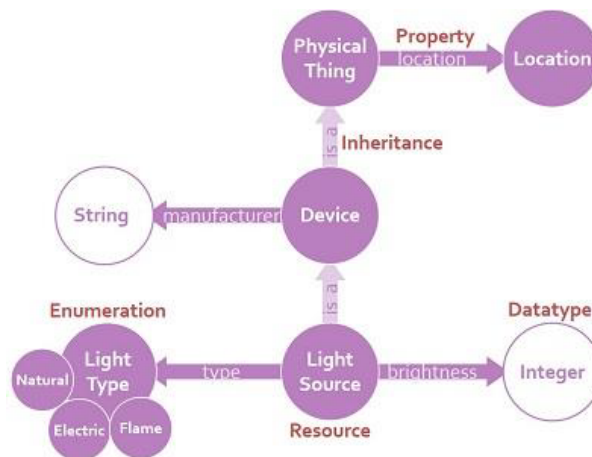 Physical
Thing
Property
location
Location
is a
Inheritance
String
manufacturer
Device
is a
Enumeration
Datatype
Light
Type
Natural
Electric
Flame
type
Light
Source
brightness
Integer
Resource